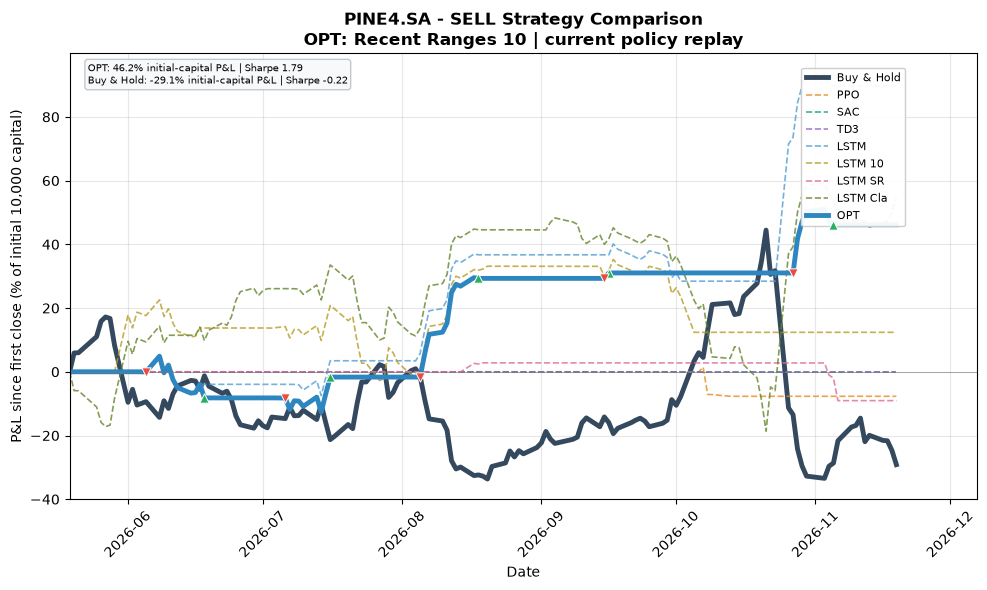 PINE4.SA - SELL Strategy Comparison
OPT: Recent Ranges 10 | current policy replay
OPT: 46.2% initial-capital P&L | Sharpe 1.79
Buy & Hold: -29.1% initial-capital P&L | Sharpe -0.22
Buy & Hold
PPO
SAC
TD3
LSTM
LSTM 10
LSTM SR
LSTM Cla
OPT
P&L since first close (% of initial 10,000 capital)
80
60
40
20
0
−20
−40
2026-06
2026-07
2026-08
2026-09
2026-10
2026-11
2026-12
Date